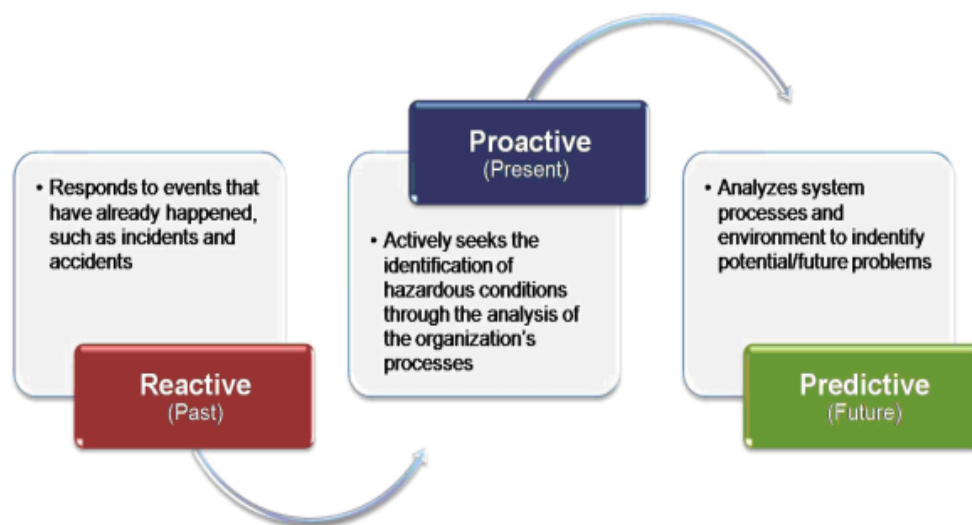 • Responds to events that
have already happened,
such as incidents and
accidents
Reactive
(Past)
Proactive
(Present)
• Actively seeks the
identification of
hazardous conditions
through the analysis of
the organization's
processes
• Analyzes system
processes and
environment to indentify
potential/future problems
Predictive
(Future)